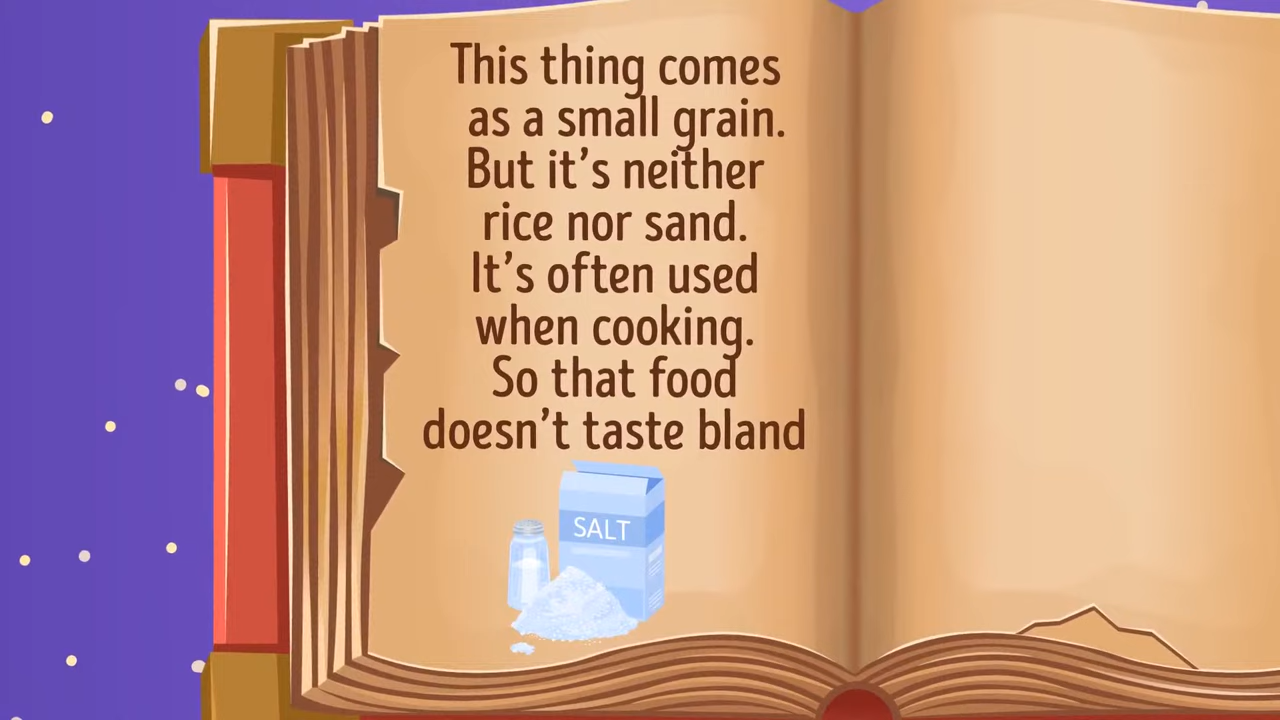 This thing comes
as a small grain.
But it’s neither
rice nor sand.
It’s often used
when cooking.
So that food
doesn’t taste bland
SALT